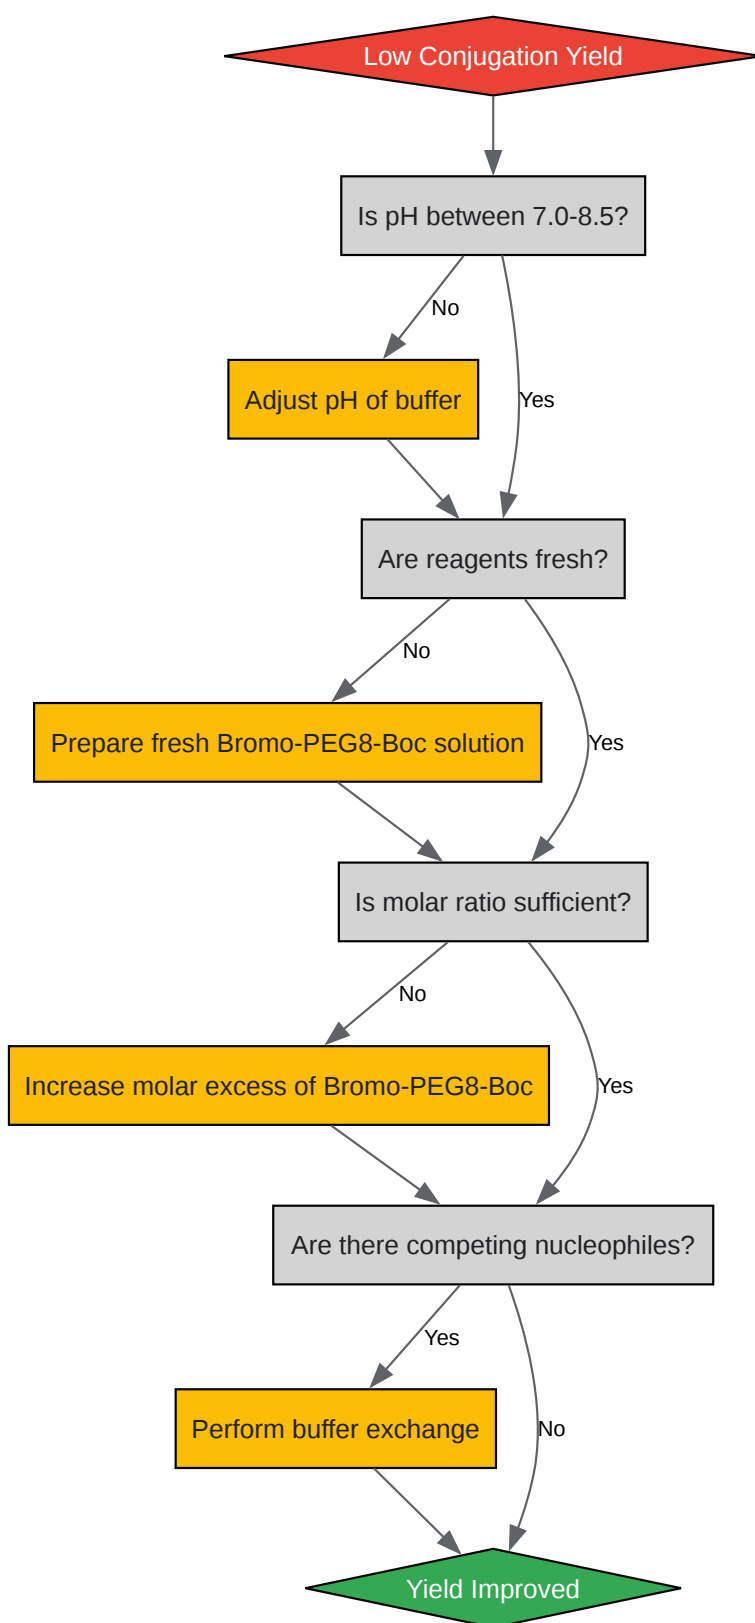 Low Conjugation Yield
Is pH between 7.0-8.5?
No
Adjust pH of buffer
Yes
Are reagents fresh?
No
Prepare fresh Bromo-PEG8-Boc solution
Yes
Is molar ratio sufficient?
No
Increase molar excess of Bromo-PEG8-Boc
Yes
Are there competing nucleophiles?
Yes
Perform buffer exchange
No
Yield Improved